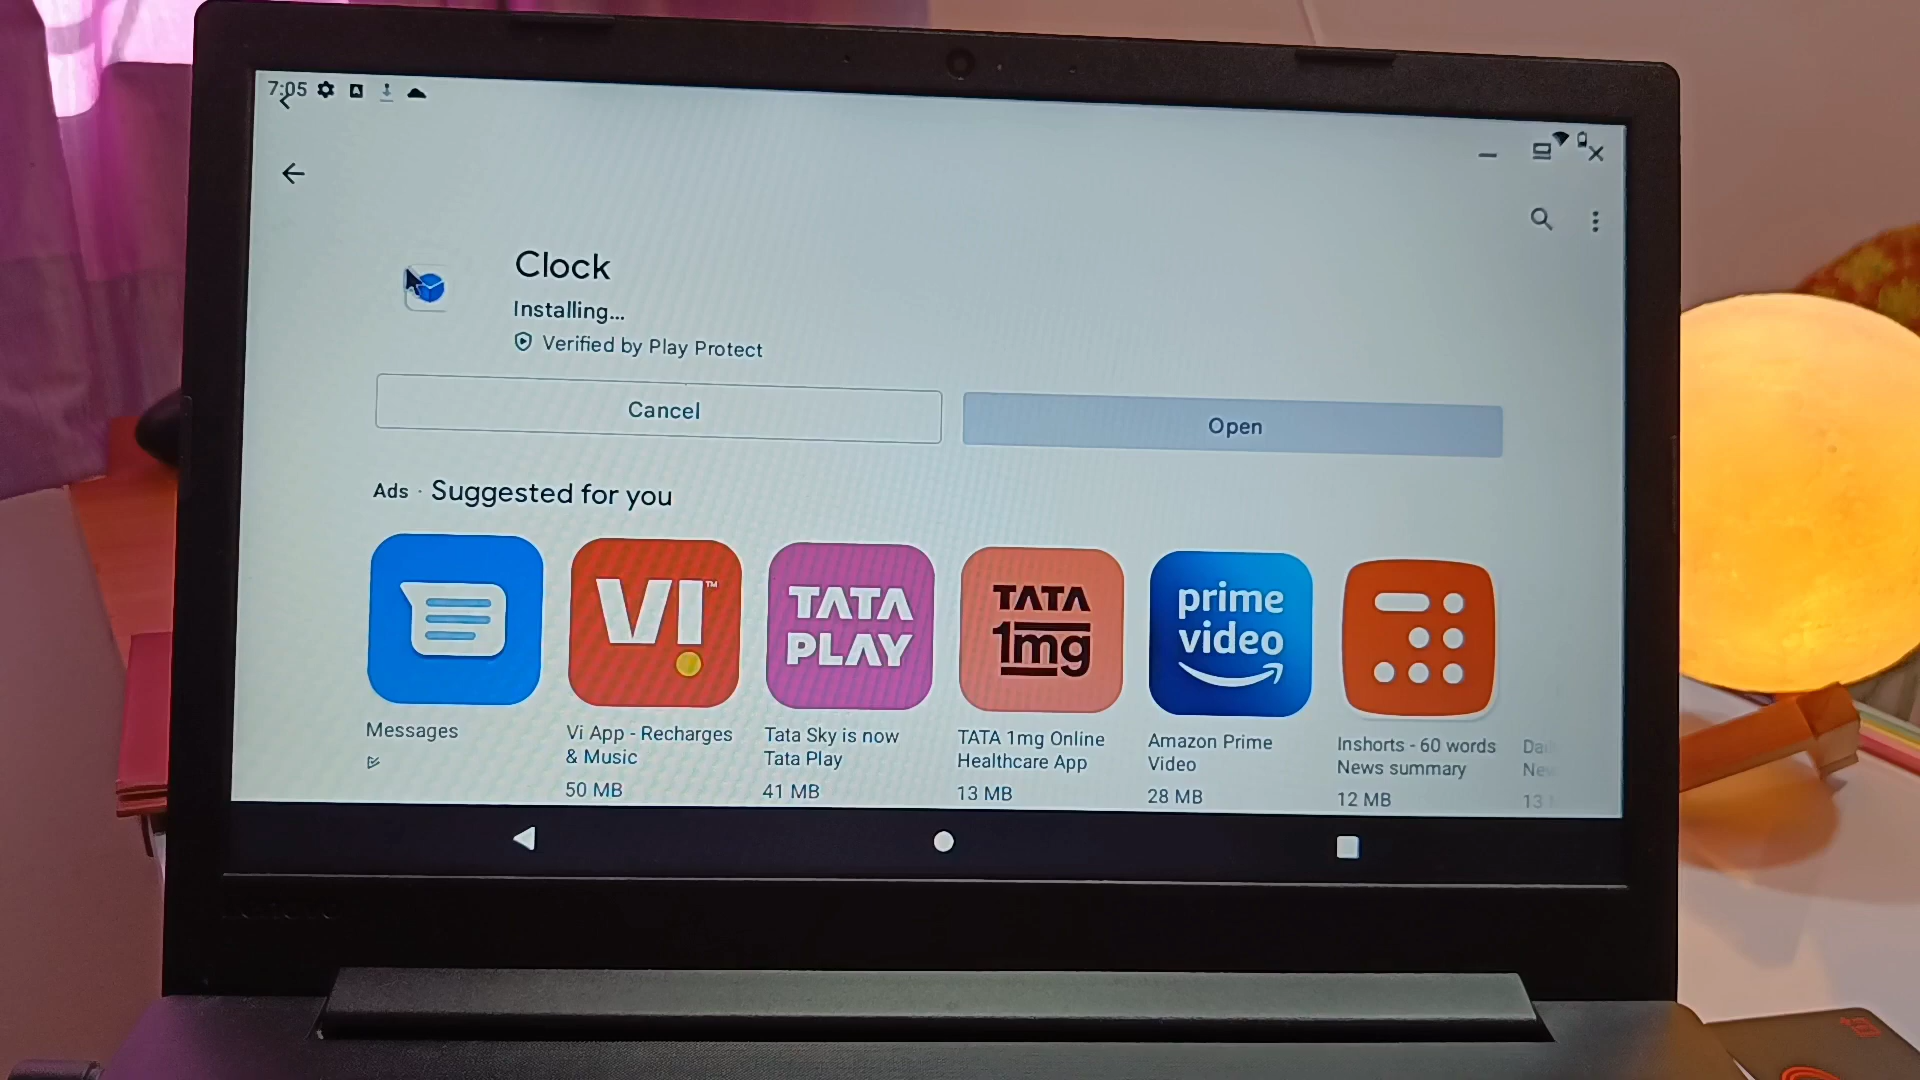 7:05
Clock
Installing...
Verified by Play Protect
Cancel
Open
Ads · Suggested for you
VI™
TATA
PLAY
TATA
1mg
prime
video
Messages
Vi App - Recharges
& Music
50 MB
Tata Sky is now
Tata Play
41 MB
TATA 1mg Online
Healthcare App
13 MB
Amazon Prime
Video
28 MB
Inshorts - 60 words
News summary
12 MB